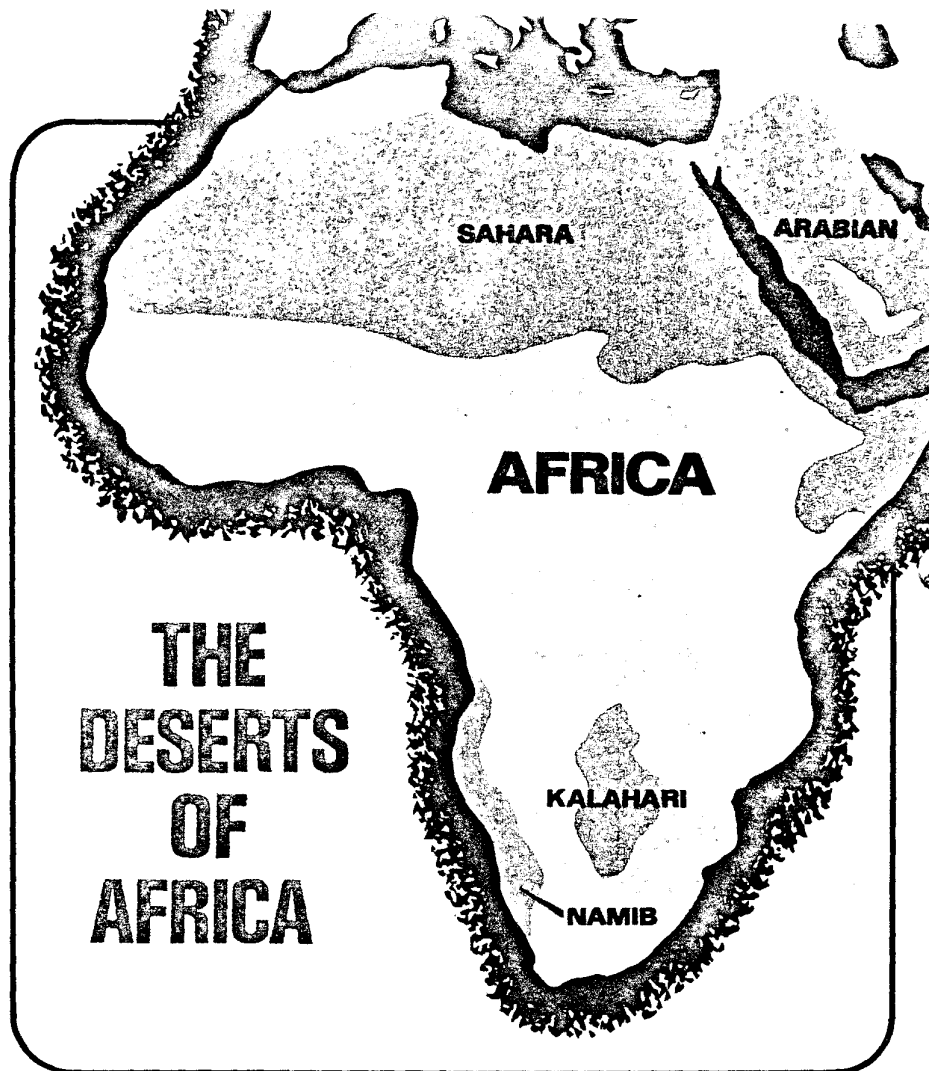 SAHARA
ARABIAN
AFRICA
THE
DESERTS
OF
AFRICA
KALAHARI
NAMIB